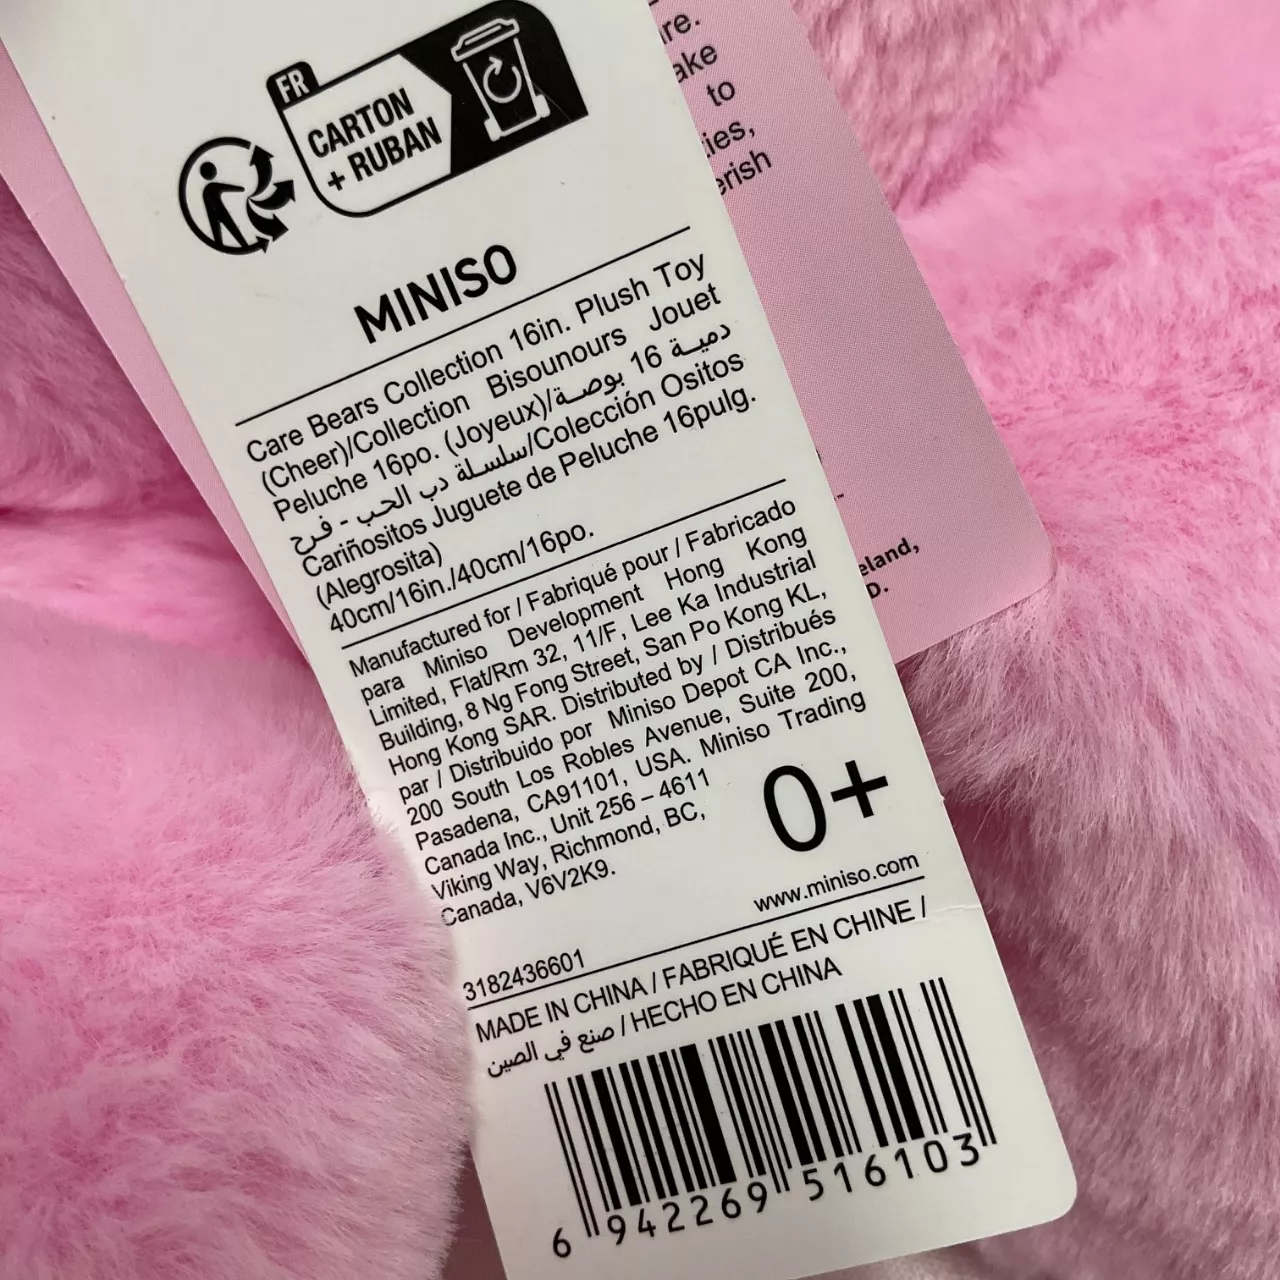 FR
CARTON
+ RUBAN
MINISO
Care Bears Collection 16in. Plush Toy
(Cheer)/Collection Bisounours Jouet
Peluche 16po. (Joyeux)/دمية 16 بوصة
سلسلة دب الحب - فرح/Colección Ositos
Cariñositos Juguete de Peluche 16pulg.
(Alegrosita)
40cm/16in./40cm/16po.
Manufactured for / Fabriqué pour / Fabricado
para Miniso Development Hong Kong
Limited, Flat/Rm 32, 11/F, Lee Ka Industrial
Building, 8 Ng Fong Street, San Po Kong KL,
Hong Kong SAR. Distributed by / Distribués
par / Distribuido por Miniso Depot CA Inc.,
200 South Los Robles Avenue, Suite 200,
Pasadena, CA91101, USA. Miniso Trading
Canada Inc., Unit 256 – 4611
Viking Way, Richmond, BC,
Canada, V6V2K9.
0+
www.miniso.com
3182436601
MADE IN CHINA / FABRIQUÉ EN CHINE /
صنع في الصين / HECHO EN CHINA
6 942269 516103
to